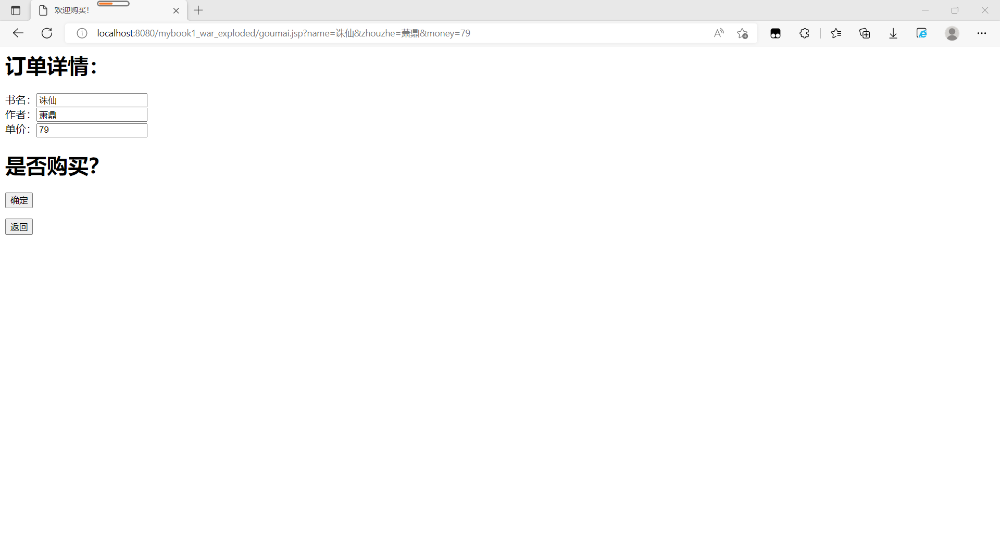 欢迎购买!
localhost:8080/mybook1_war_exploded/goumai.jsp?name=诛仙&zhouzhe=萧鼎&money=79
订单详情：
书名：诛仙
作者：萧鼎
单价：79
是否购买？
确定
返回